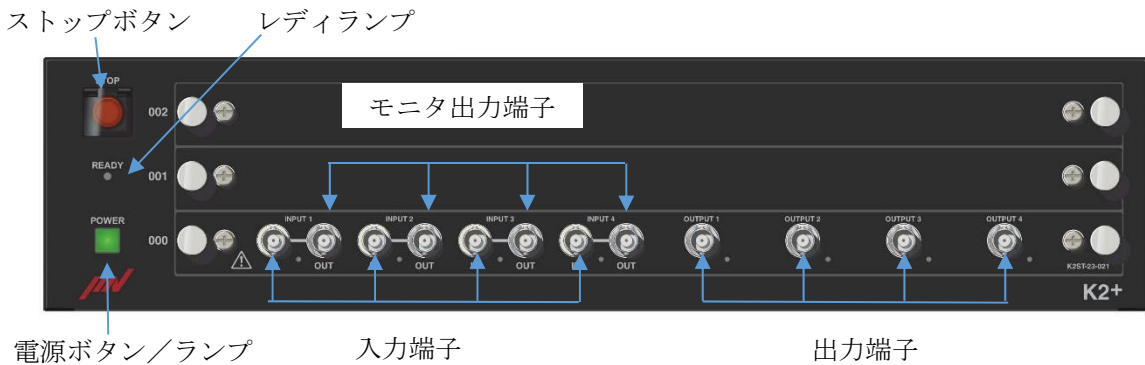 ストップボタン
レディランプ
STOP
002
モニタ出力端子
READY
001
POWER
000
INPUT 1
INPUT 2
INPUT 3
INPUT 4
OUTPUT 1
OUTPUT 2
OUTPUT 3
OUTPUT 4
OUT
OUT
OUT
OUT
K2ST-23-021
K2+
電源ボタン／ランプ
入力端子
出力端子